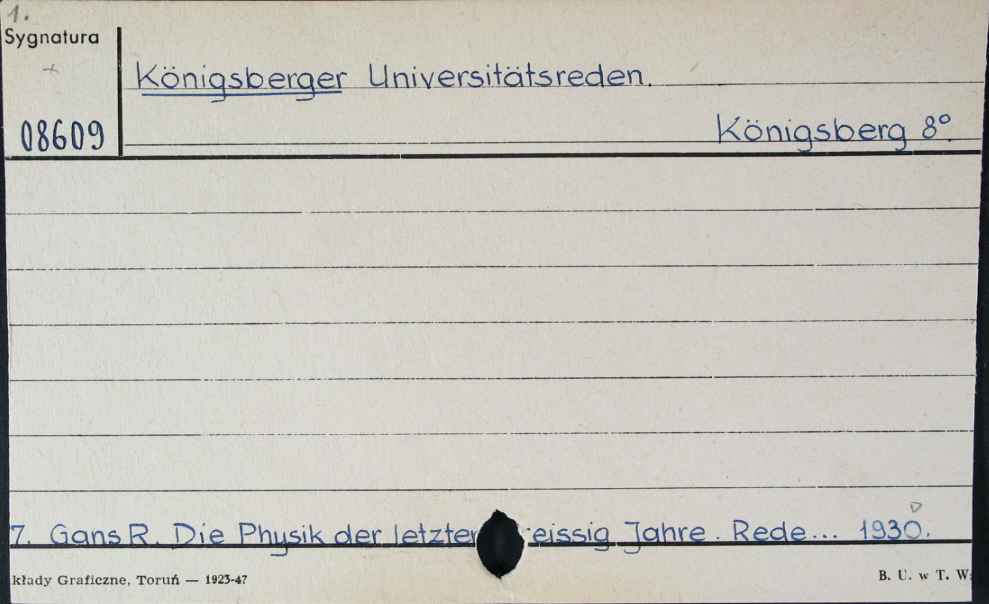 1.
Sygnatura
08609
Königsberger Universitätsreden.
Königsberg 8º.
7. Gans R. Die Physik der letzten eissig Jahre. Rede... 1930.
kłady Graficzne, Toruń — 1923-47
B. U. w T. W